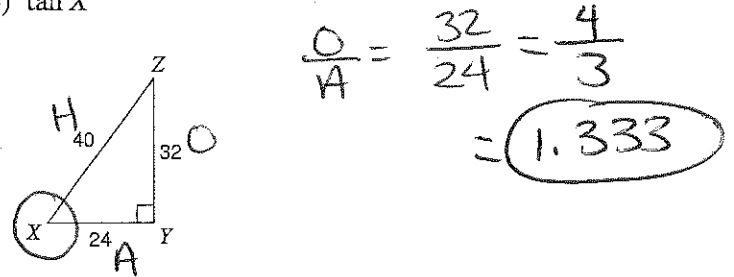 ) tan X
O/A = 32/24 = 4/3
= 1.333
Z
H
40
32 O
X
24
Y
A